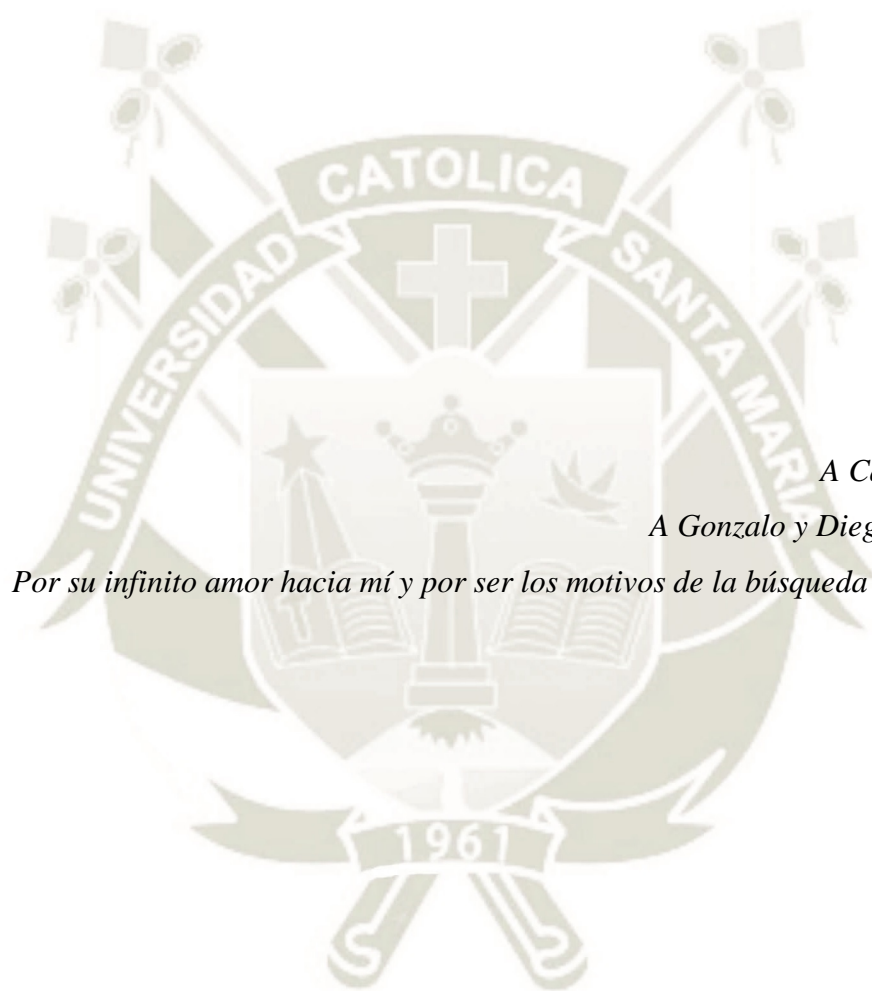 CATOLICA
UNIVERSIDAD
SANTA MARIA
A
A Gonzalo y
Por su infinito amor hacia mí y por ser los motivos de la búsqueda
1961